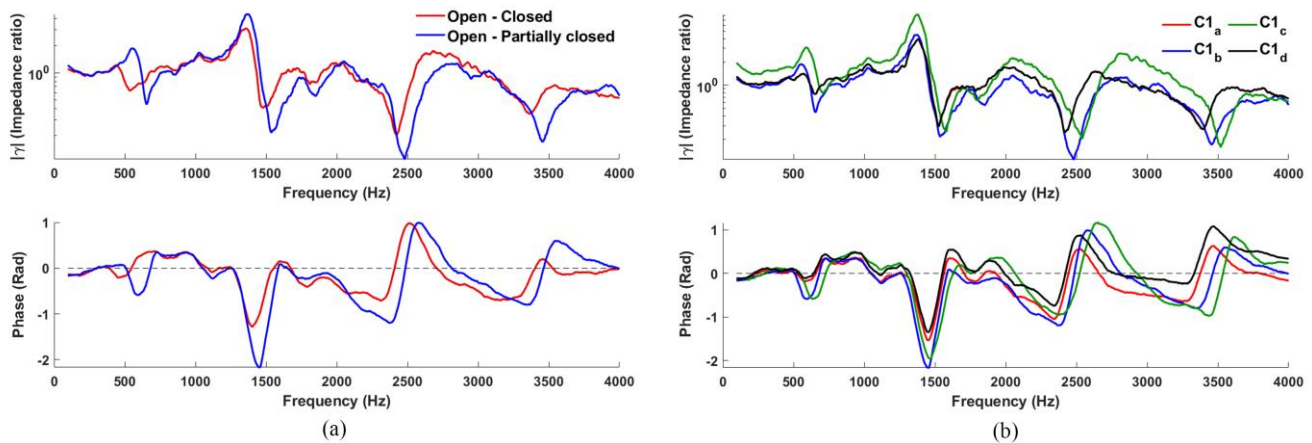 |γ| (Impedance ratio)
10⁰
Open - Closed
Open - Partially closed
0 500 1000 1500 2000 2500 3000 3500 4000
Frequency (Hz)
Phase (Rad)
1
0
-1
-2
0 500 1000 1500 2000 2500 3000 3500 4000
Frequency (Hz)
(a)
|γ| (Impedance ratio)
10⁰
C1a C1c
C1b C1d
0 500 1000 1500 2000 2500 3000 3500 4000
Frequency (Hz)
Phase (Rad)
1
0
-1
-2
0 500 1000 1500 2000 2500 3000 3500 4000
Frequency (Hz)
(b)